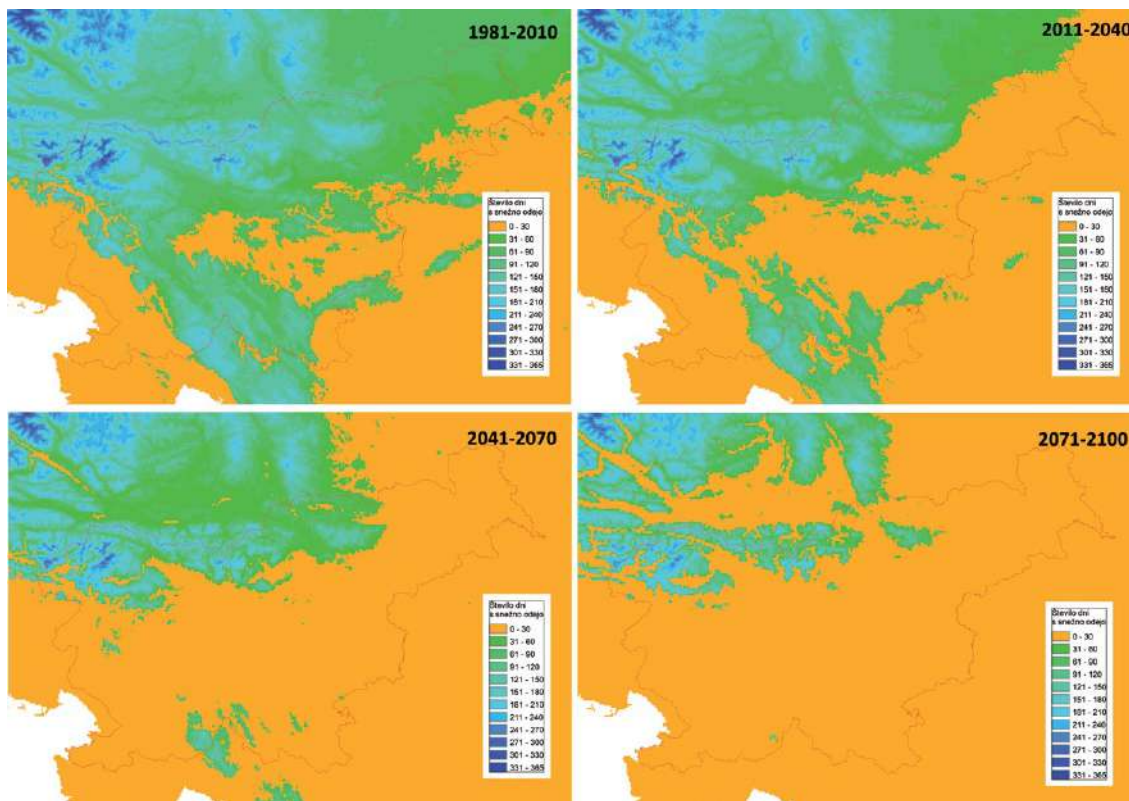 1981-2010
Število dni
s snežno odejo
0 - 30
31 - 60
61 - 90
91 - 120
121 - 150
151 - 180
181 - 210
211 - 240
241 - 270
271 - 300
301 - 330
331 - 365
2011-2040
Število dni
s snežno odejo
0 - 30
31 - 60
61 - 90
91 - 120
121 - 150
151 - 180
181 - 210
211 - 240
241 - 270
271 - 300
301 - 330
331 - 365
2041-2070
Število dni
s snežno odejo
0 - 30
31 - 60
61 - 90
91 - 120
121 - 150
151 - 180
181 - 210
211 - 240
241 - 270
271 - 300
301 - 330
331 - 365
2071-2100
Število dni
s snežno odejo
0 - 30
31 - 60
61 - 90
91 - 120
121 - 150
151 - 180
181 - 210
211 - 240
241 - 270
271 - 300
301 - 330
331 - 365